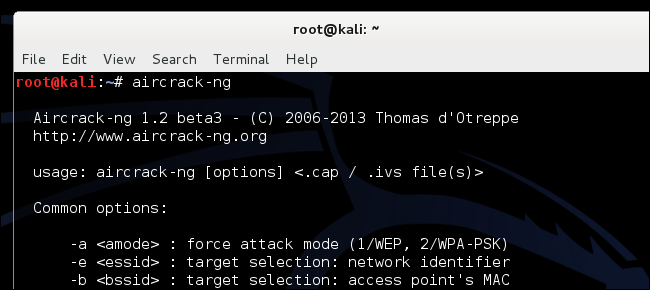 root@kali: ~
File Edit View Search Terminal Help
root@kali:~# aircrack-ng
Aircrack-ng 1.2 beta3 - (C) 2006-2013 Thomas d'Otreppe
http://www.aircrack-ng.org
usage: aircrack-ng [options] <.cap / .ivs file(s)>
Common options:
-a <amode> : force attack mode (1/WEP, 2/WPA-PSK)
-e <essid> : target selection: network identifier
-b <bssid> : target selection: access point's MAC